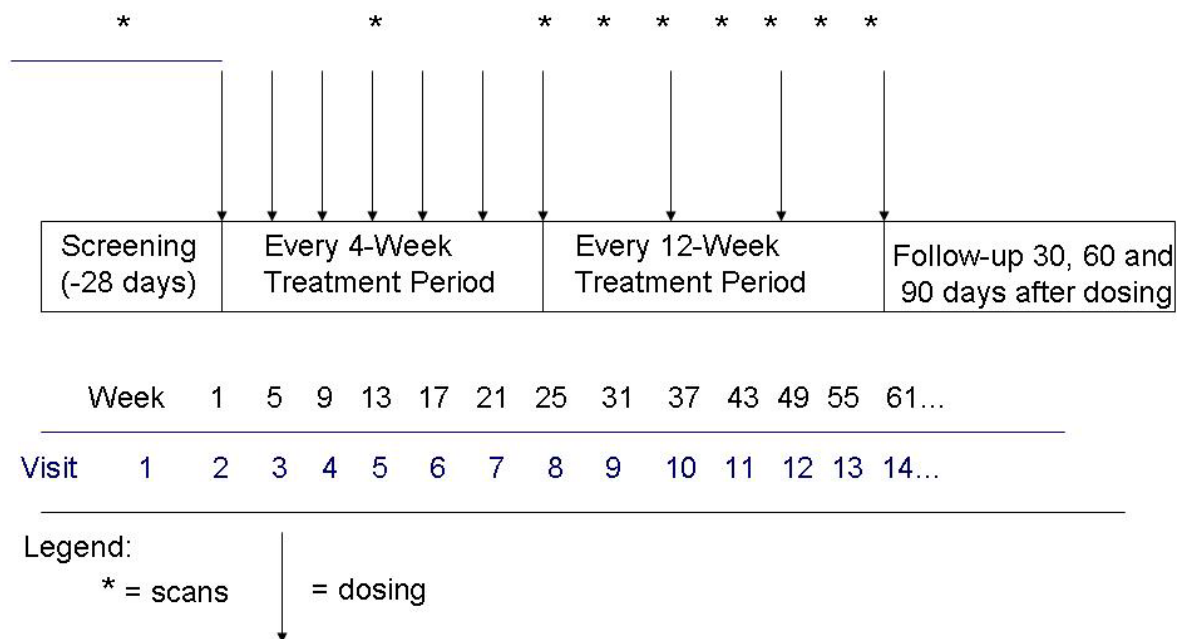 * * * * * * * * *
Screening
(-28 days)
Every 4-Week
Treatment Period
Every 12-Week
Treatment Period
Follow-up 30, 60 and
90 days after dosing
Week 1 5 9 13 17 21 25 31 37 43 49 55 61...
Visit 1 2 3 4 5 6 7 8 9 10 11 12 13 14...
Legend:
* = scans = dosing